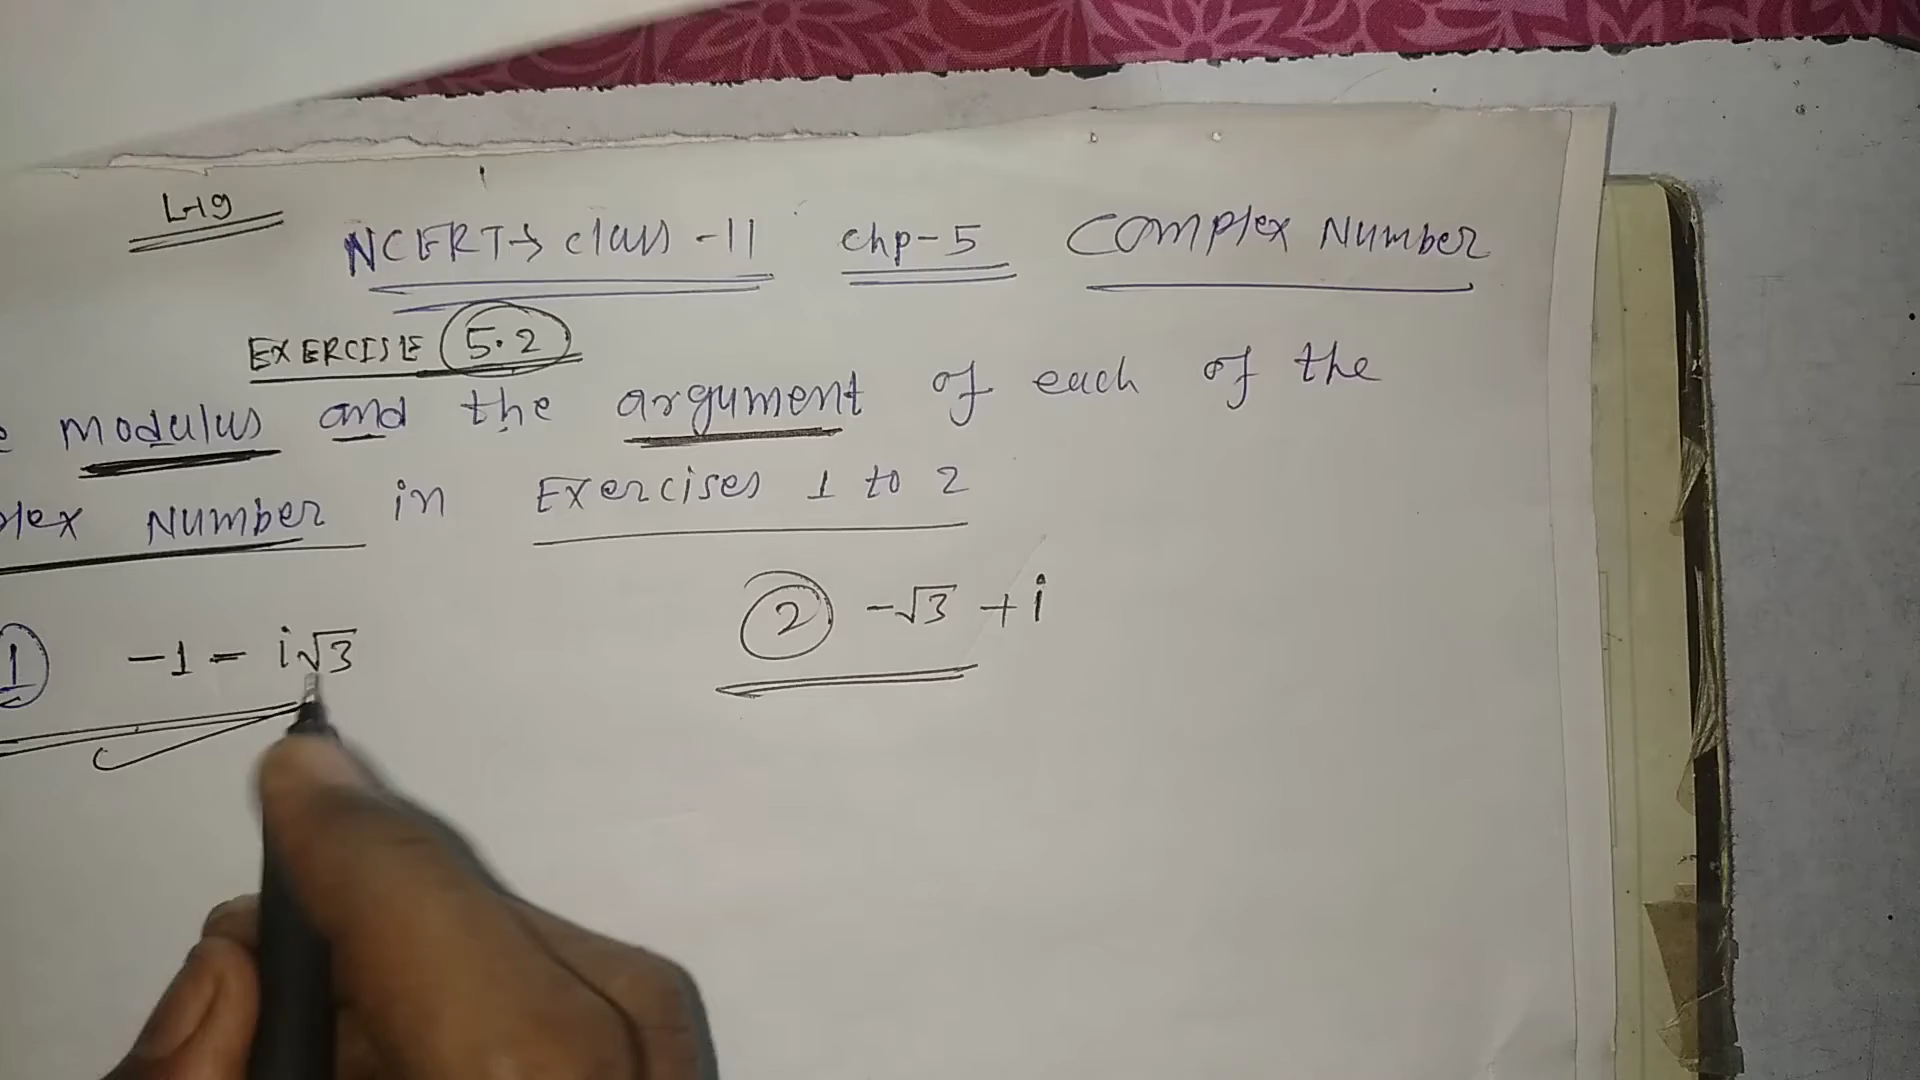 L-19
NCERT→ class -11 chp-5 Complex Number
EXERCISE 5.2
modulus and the argument of each of the
Number in Exercises 1 to 2
① -1 - i√3
② -√3 + i